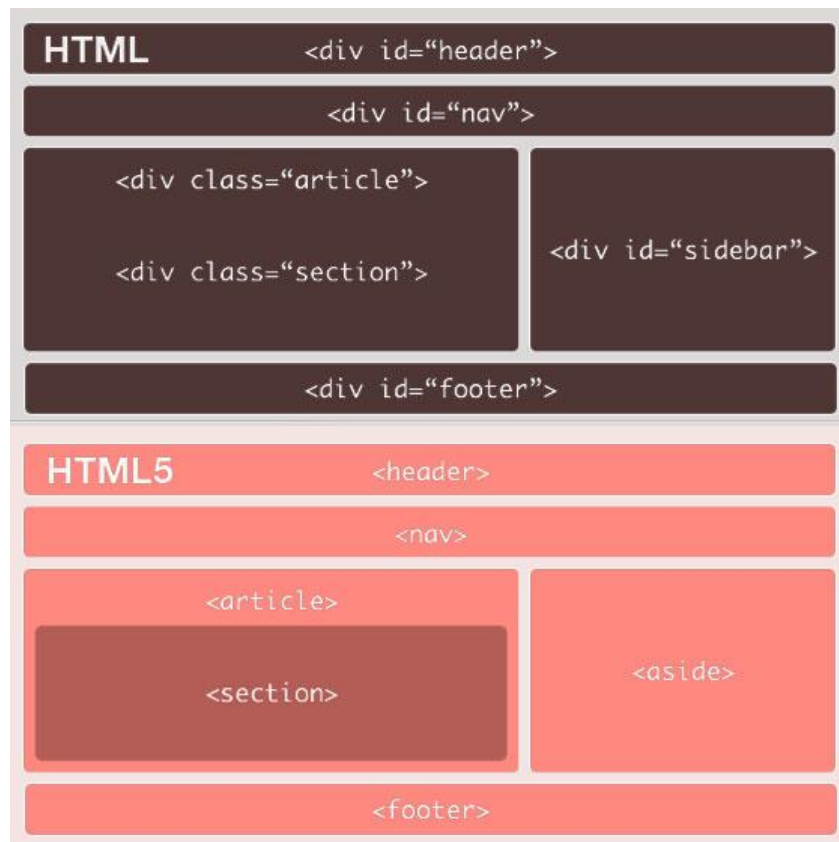 HTML <div id=“header”>
<div id=“nav”>
<div class=“article”>
<div class=“section”>
<div id=“sidebar”>
<div id=“footer”>
HTML5 <header>
<nav>
<article>
<section>
<aside>
<footer>